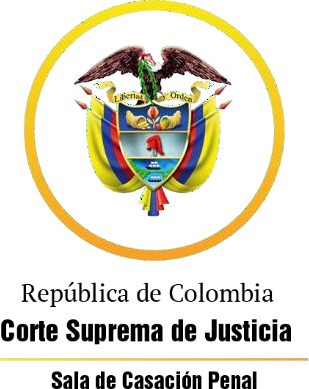 Libertad y Orden
República de Colombia
Corte Suprema de Justicia
Sala de Casación Penal